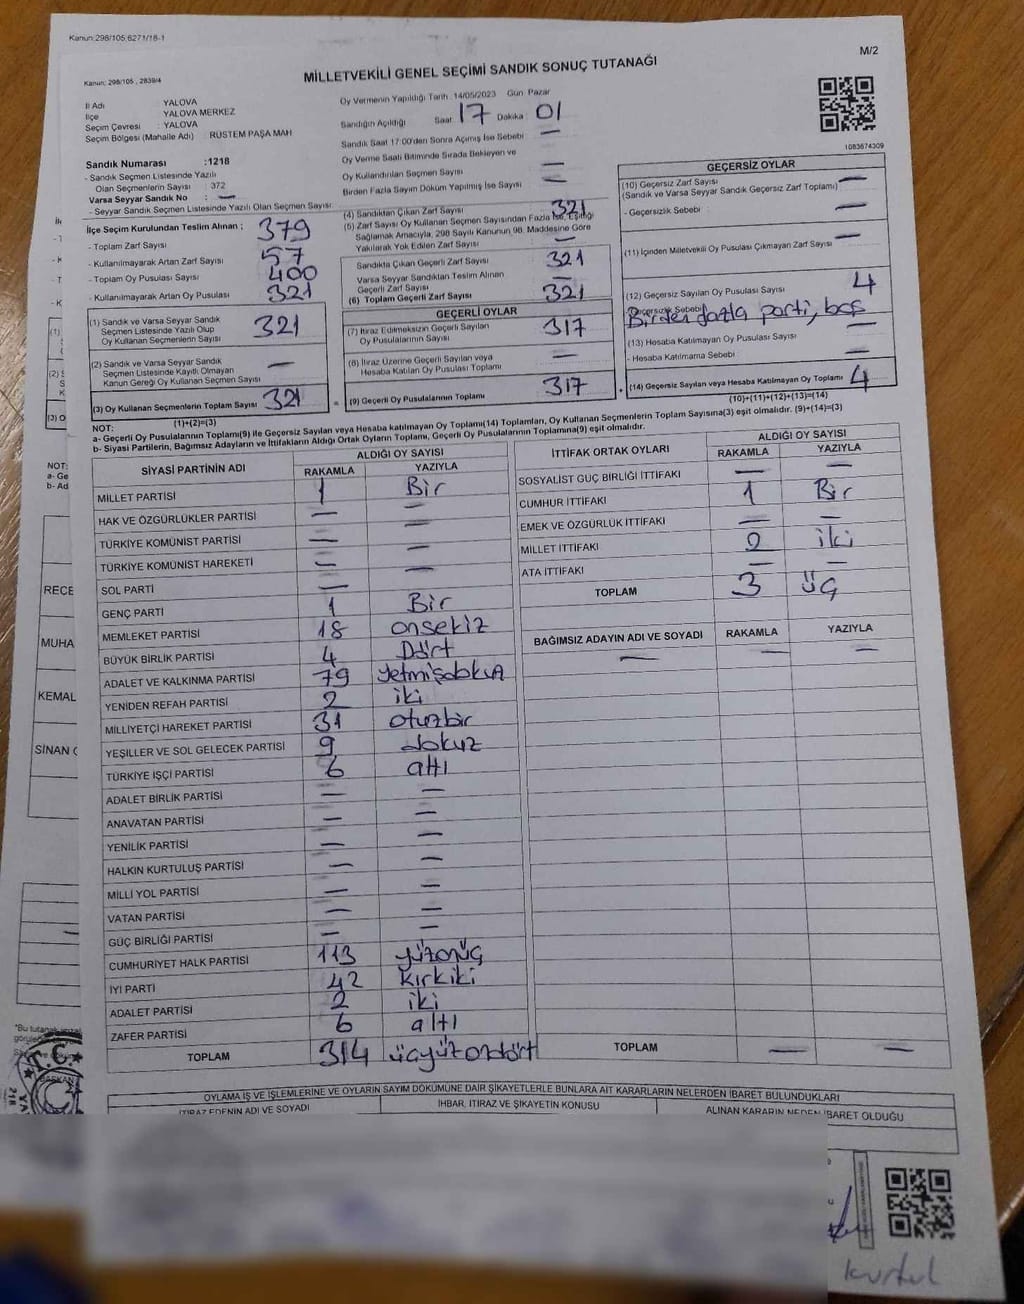 Kanun:298/105,6271/18-1
M/2
Kanun: 298/105 , 2839/4
MİLLETVEKİLİ GENEL SEÇİMİ SANDIK SONUÇ TUTANAĞI
İl Adı : YALOVA
İlçe : YALOVA MERKEZ
Seçim Çevresi : YALOVA
Seçim Bölgesi (Mahalle Adı) : RÜSTEM PAŞA MAH
Sandık Numarası :1218
- Sandık Seçmen Listesinde Yazılı
Olan Seçmenlerin Sayısı : 372
Varsa Seyyar Sandık No : —
- Seyyar Sandık Seçmen Listesinde Yazılı Olan Seçmen Sayısı:
İlçe Seçim Kurulundan Teslim Alınan ; 379
- Toplam Zarf Sayısı
- Kullanılmayarak Artan Zarf Sayısı 57
- Toplam Oy Pusulası Sayısı 400
- Kullanılmayarak Artan Oy Pusulası 321
(1) Sandık ve Varsa Seyyar Sandık
Seçmen Listesinde Yazılı Olup
Oy Kullanan Seçmenlerin Sayısı 321
(2) Sandık ve Varsa Seyyar Sandık
Seçmen Listesinde Kayıtlı Olmayan
Kanun Gereği Oy Kullanan Seçmen Sayısı —
(3) Oy Kullanan Seçmenlerin Toplam Sayısı 321
(1)+(2)=(3)
Oy Vermenin Yapıldığı Tarih :14/05/2023 Gün: Pazar
Sandığın Açıldığı Saat : 17 Dakika : 01
Sandık Saat 17:00'den Sonra Açılmış İse Sebebi —
Oy Verme Saati Bitiminde Sırada Bekleyen ve
Oy Kullandırılan Seçmen Sayısı —
Birden Fazla Sayım Döküm Yapılmış İse Sayısı —
(4) Sandıktan Çıkan Zarf Sayısı 321
(5) Zarf Sayısı Oy Kullanan Seçmen Sayısından Fazla İse, Eşitliği
Sağlamak Amacıyla, 298 Sayılı Kanunun 98. Maddesine Göre
Yakılarak Yok Edilen Zarf Sayısı —
Sandıkta Çıkan Geçerli Zarf Sayısı 321
Varsa Seyyar Sandıktan Teslim Alınan
Geçerli Zarf Sayısı —
(6) Toplam Geçerli Zarf Sayısı 321
GEÇERLİ OYLAR
(7) İtiraz Edilmeksizin Geçerli Sayılan
Oy Pusulalarının Sayısı 317
(8) İtiraz Üzerine Geçerli Sayılan veya
Hesaba Katılan Oy Pusulası Toplamı —
(9) Geçerli Oy Pusulalarının Toplamı 317
1083674309
GEÇERSİZ OYLAR
(10) Geçersiz Zarf Sayısı —
(Sandık ve Varsa Seyyar Sandık Geçersiz Zarf Toplamı)
- Geçersizlik Sebebi : —
(11) İçinden Milletvekili Oy Pusulası Çıkmayan Zarf Sayısı —
(12) Geçersiz Sayılan Oy Pusulası Sayısı 4
- Geçersizlik Sebebi Birden fazla parti, boş
(13) Hesaba Katılmayan Oy Pusulası Sayısı —
- Hesaba Katılmama Sebebi —
(14) Geçersiz Sayılan veya Hesaba Katılmayan Oy Toplamı 4
(10)+(11)+(12)+(13)=(14)
NOT:
a- Geçerli Oy Pusulalarının Toplamı(9) ile Geçersiz Sayılan veya Hesaba katılmayan Oy Toplamı(14) Toplamları, Oy Kullanan Seçmenlerin Toplam Sayısına(3) eşit olmalıdır. (9)+(14)=(3)
b- Siyasi Partilerin, Bağımsız Adayların ve İttifakların Aldığı Ortak Oyların Toplamı, Geçerli Oy Pusulalarının Toplamına(9) eşit olmalıdır.
SİYASİ PARTİNİN ADI ALDIĞI OY SAYISI
RAKAMLA YAZIYLA
MİLLET PARTİSİ 1 Bir
HAK VE ÖZGÜRLÜKLER PARTİSİ — —
TÜRKİYE KOMÜNİST PARTİSİ — —
TÜRKİYE KOMÜNİST HAREKETİ — —
SOL PARTİ — —
GENÇ PARTİ 1 Bir
MEMLEKET PARTİSİ 18 onsekiz
BÜYÜK BİRLİK PARTİSİ 4 Dört
ADALET VE KALKINMA PARTİSİ 79 yetmişdokuz
YENİDEN REFAH PARTİSİ 2 iki
MİLLİYETÇİ HAREKET PARTİSİ 31 otuzbir
YEŞİLLER VE SOL GELECEK PARTİSİ 9 dokuz
TÜRKİYE İŞÇİ PARTİSİ 6 altı
ADALET BİRLİK PARTİSİ — —
ANAVATAN PARTİSİ — —
YENİLİK PARTİSİ — —
HALKIN KURTULUŞ PARTİSİ — —
MİLLİ YOL PARTİSİ — —
VATAN PARTİSİ — —
GÜÇ BİRLİĞİ PARTİSİ — —
CUMHURİYET HALK PARTİSİ 113 yüzonüç
İYİ PARTİ 42 kırkiki
ADALET PARTİSİ 2 iki
ZAFER PARTİSİ 6 altı
TOPLAM 314 üçyüzondört
İTTİFAK ORTAK OYLARI ALDIĞI OY SAYISI
RAKAMLA YAZIYLA
SOSYALİST GÜÇ BİRLİĞİ İTTİFAKI — —
CUMHUR İTTİFAKI 1 Bir
EMEK VE ÖZGÜRLÜK İTTİFAKI — —
MİLLET İTTİFAKI 2 iki
ATA İTTİFAKI — —
TOPLAM 3 üç
BAĞIMSIZ ADAYIN ADI VE SOYADI RAKAMLA YAZIYLA
— — —
TOPLAM — —
OYLAMA İŞ VE İŞLEMLERİNE VE OYLARIN SAYIM DÖKÜMÜNE DAİR ŞİKAYETLERLE BUNLARA AİT KARARLARIN NELERDEN İBARET BULUNDUKLARI
İTİRAZ EDENİN ADI VE SOYADI İHBAR, İTİRAZ VE ŞİKAYETİN KONUSU ALINAN KARARIN NEDEN İBARET OLDUĞU
NOT:
a- Ge
b- Ad
RECE
MUHA
KEMAL
SİNAN
T.C.
kurtul